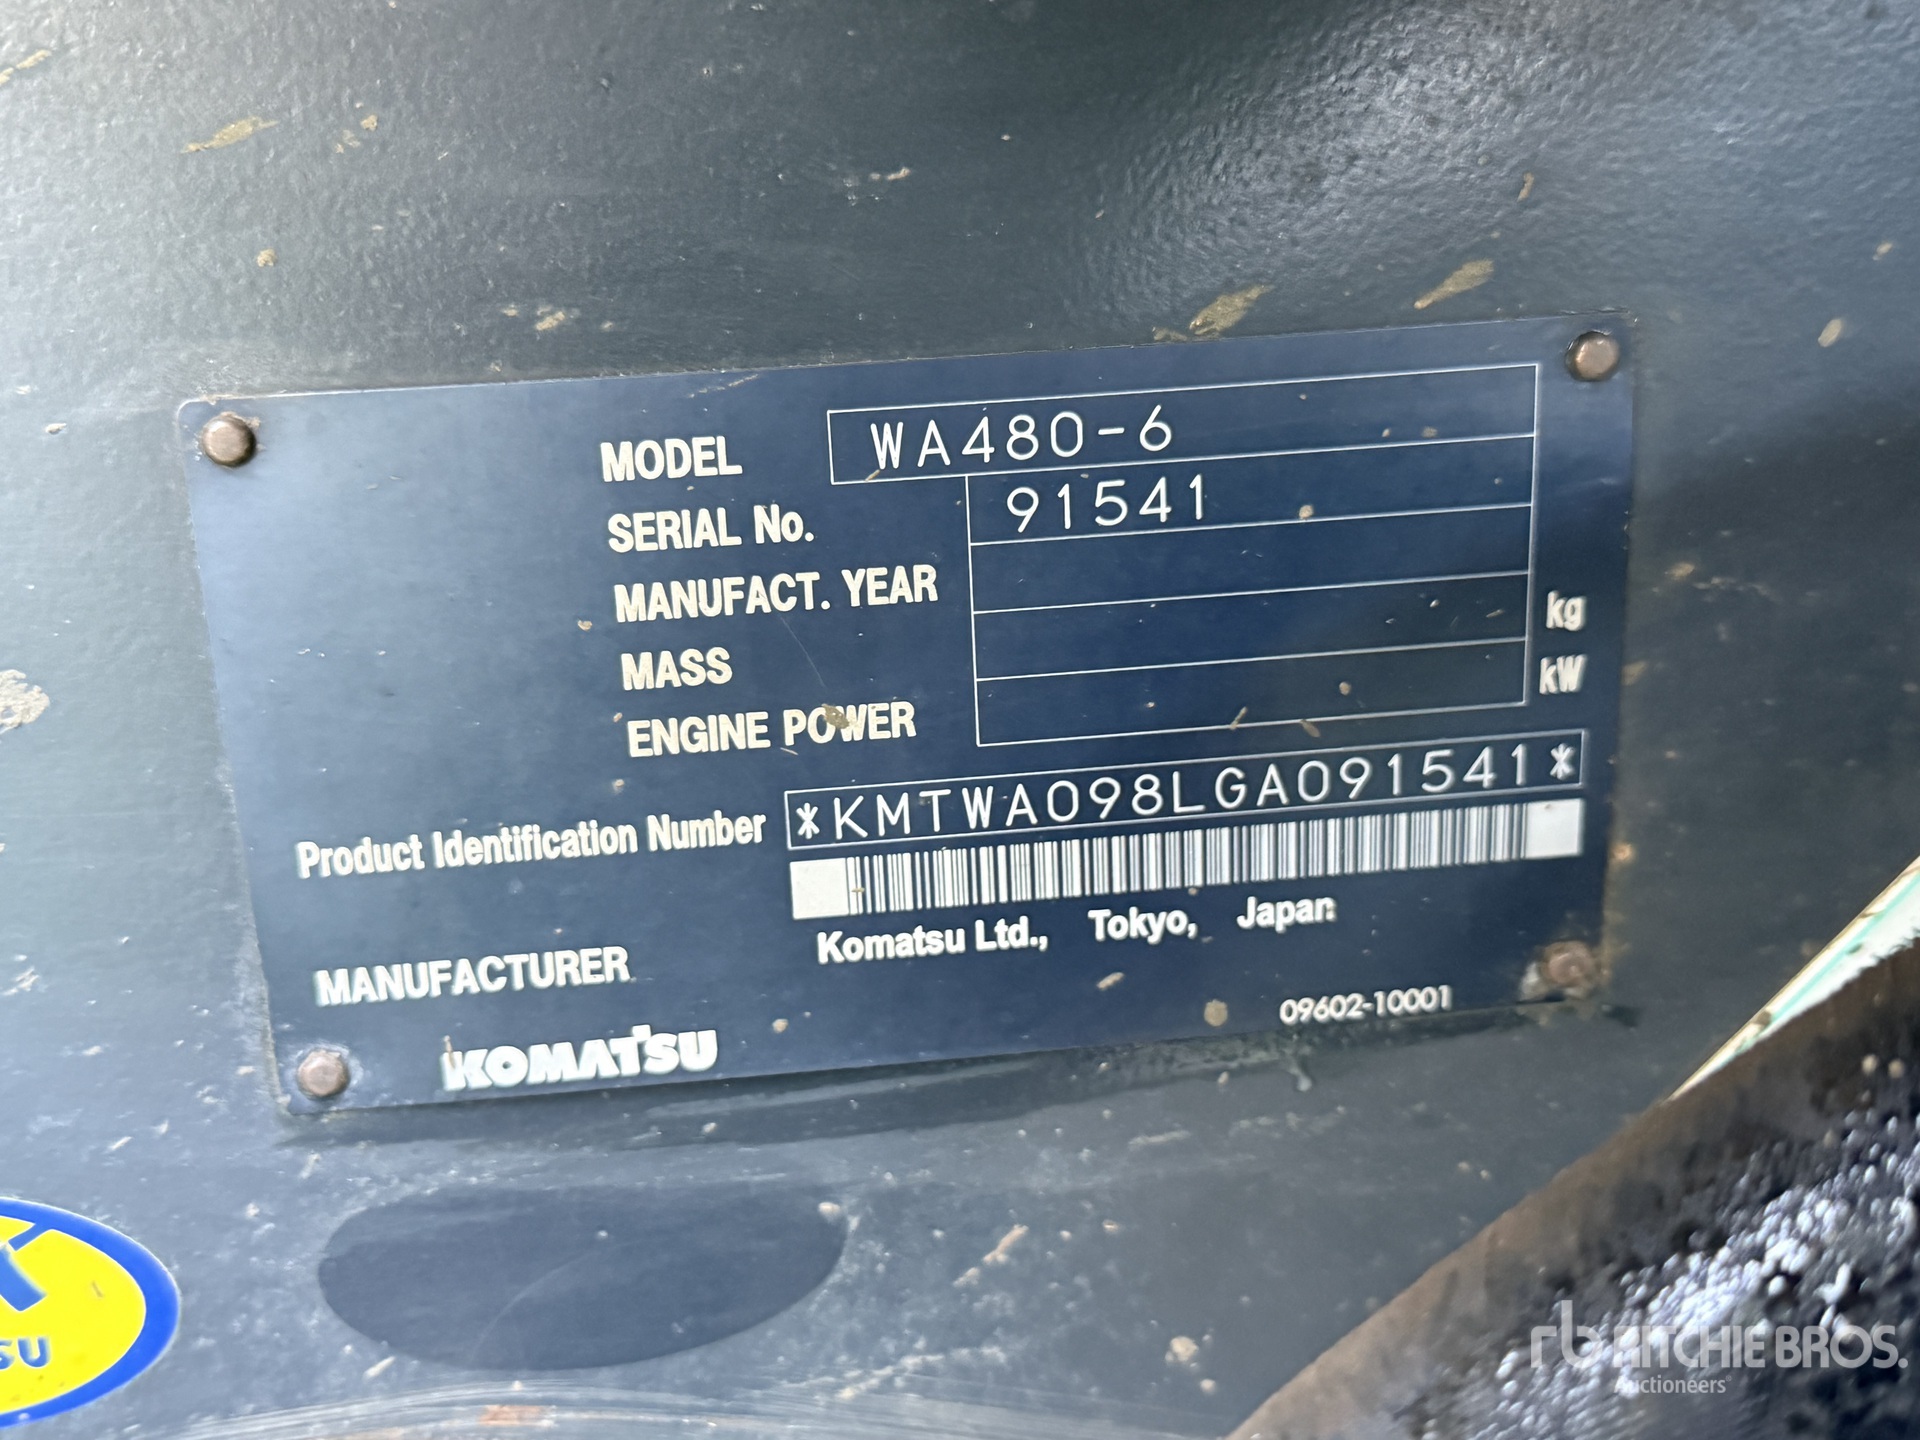 MODEL WA480-6
SERIAL No. 91541
MANUFACT. YEAR
MASS kg
ENGINE POWER kW
Product Identification Number *KMTWA098LGA091541*
MANUFACTURER Komatsu Ltd., Tokyo, Japan
09602-10001
KOMATSU
SU
RITCHIE BROS.
Auctioneers